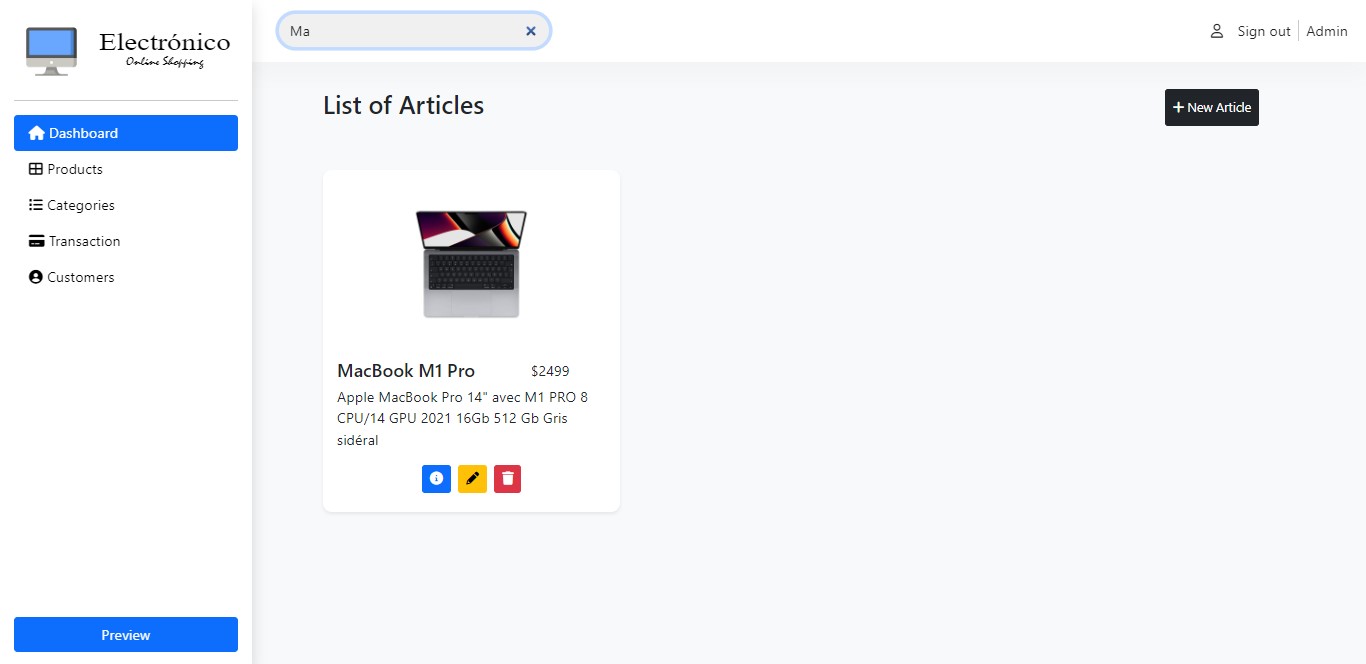 Electrónico
Online Shopping
Ma
Sign out
Admin
Dashboard
Products
Categories
Transaction
Customers
Preview
List of Articles
New Article
MacBook M1 Pro
$2499
Apple MacBook Pro 14" avec M1 PRO 8
CPU/14 GPU 2021 16Gb 512 Gb Gris
sidéral